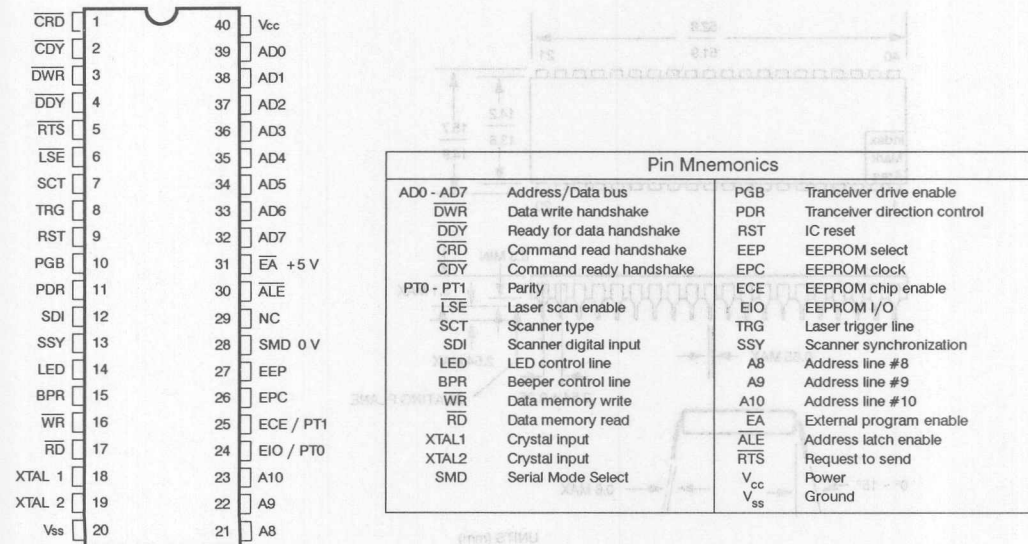 CRD 1 40 Vcc
CDY 2 39 AD0
DWR 3 38 AD1
DDY 4 37 AD2
RTS 5 36 AD3
LSE 6 35 AD4
SCT 7 34 AD5
TRG 8 33 AD6
RST 9 32 AD7
PGB 10 31 EA +5 V
PDR 11 30 ALE
SDI 12 29 NC
SSY 13 28 SMD 0 V
LED 14 27 EEP
BPR 15 26 EPC
WR 16 25 ECE / PT1
RD 17 24 EIO / PT0
XTAL 1 18 23 A10
XTAL 2 19 22 A9
Vss 20 21 A8
Pin Mnemonics
AD0 - AD7 Address/Data bus
DWR Data write handshake
DDY Ready for data handshake
CRD Command read handshake
CDY Command ready handshake
PT0 - PT1 Parity
LSE Laser scan enable
SCT Scanner type
SDI Scanner digital input
LED LED control line
BPR Beeper control line
WR Data memory write
RD Data memory read
XTAL1 Crystal input
XTAL2 Crystal input
SMD Serial Mode Select
PGB Tranceiver drive enable
PDR Tranceiver direction control
RST IC reset
EEP EEPROM select
EPC EEPROM clock
ECE EEPROM chip enable
EIO EEPROM I/O
TRG Laser trigger line
SSY Scanner synchronization
A8 Address line #8
A9 Address line #9
A10 Address line #10
EA External program enable
ALE Address latch enable
RTS Request to send
Vcc Power
Vss Ground